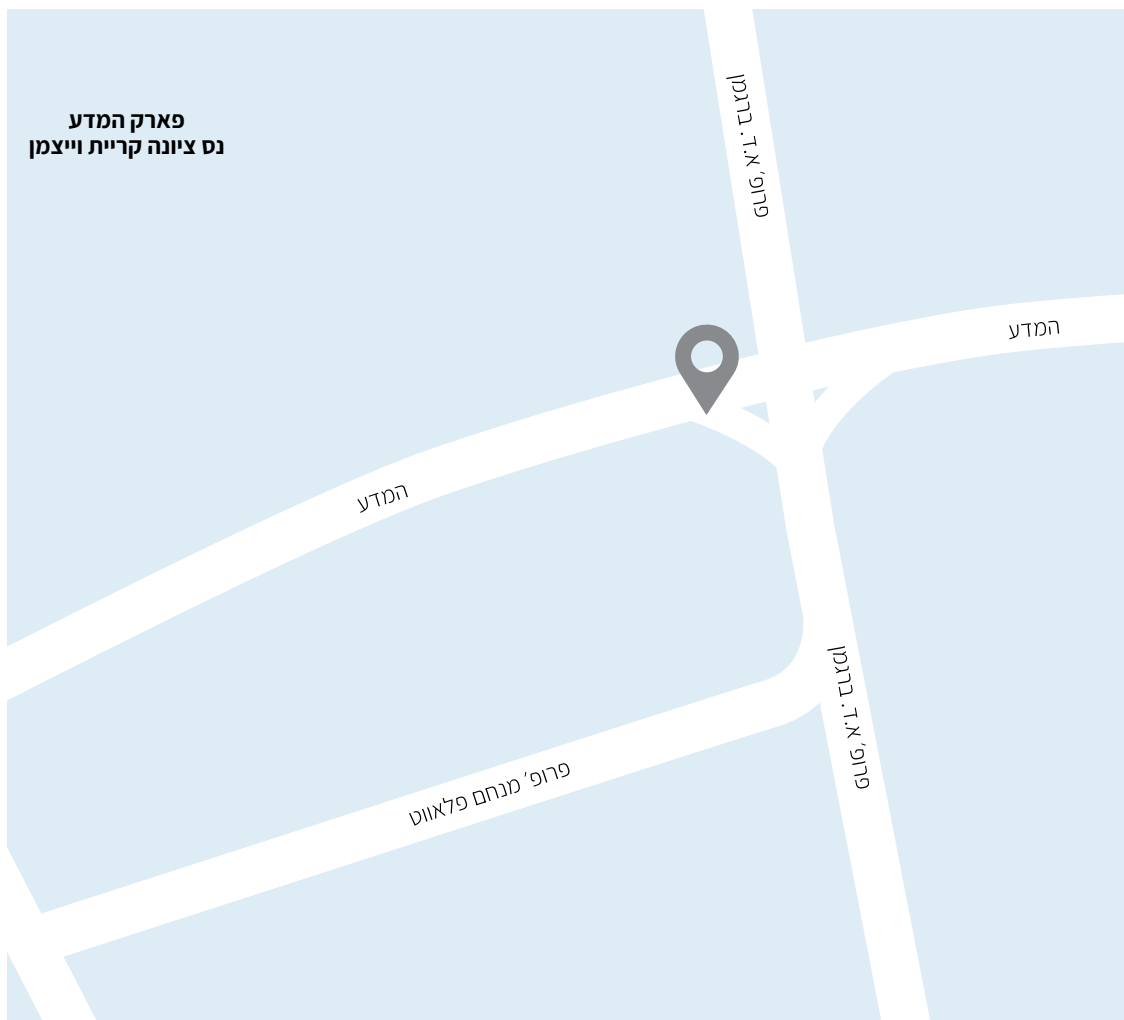 פארק המדע
נס ציונה קריית וייצמן
פרופ׳ א.ד. ברגמן
המדע
המדע
פרופ׳ א.ד. ברגמן
פרופ׳ מנחם פלאווט